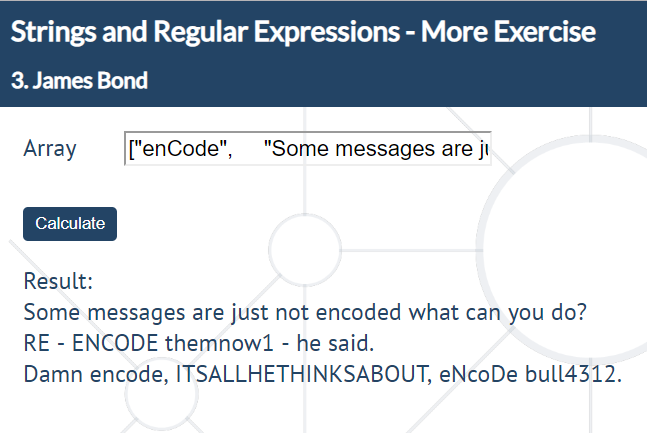 Strings and Regular Expressions - More Exercise
3. James Bond
Array ["enCode", "Some messages are ju
Calculate
Result:
Some messages are just not encoded what can you do?
RE - ENCODE themnow1 - he said.
Damn encode, ITSALLHETHINKSABOUT, eNcoDe bull4312.